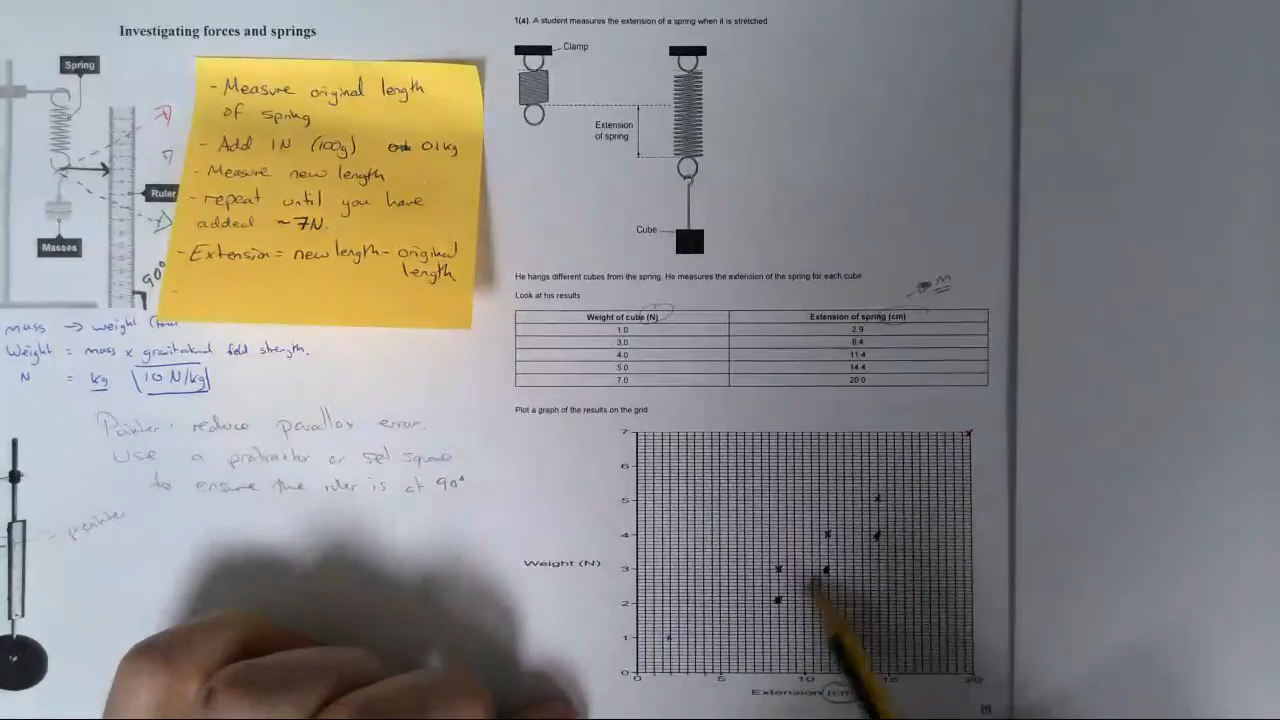 Investigating forces and springs
Spring
Ruler
Masses
90°
- Measure original length
of spring
- Add 1N (100g) 01kg
- Measure new length
- repeat until you have
added ~7N.
- Extension = new length - original
length
mass → weight
Weight = mass x gravitational field strength.
N = kg 10 N/kg
Pointer: reduce parallax error.
Use a protractor or set square
to ensure the ruler is at 90°
pointer
1(a). A student measures the extension of a spring when it is stretched
Clamp
Extension
of spring
Cube
He hangs different cubes from the spring. He measures the extension of the spring for each cube
Look at his results
m
Weight of cube (N) Extension of spring (cm)
1.0 2.9
3.0 8.4
4.0 11.4
5.0 14.4
7.0 20.0
Plot a graph of the results on the grid.
7
6
5
4
Weight (N)
3
2
1
0
0 5 10 15 20
Extension (cm